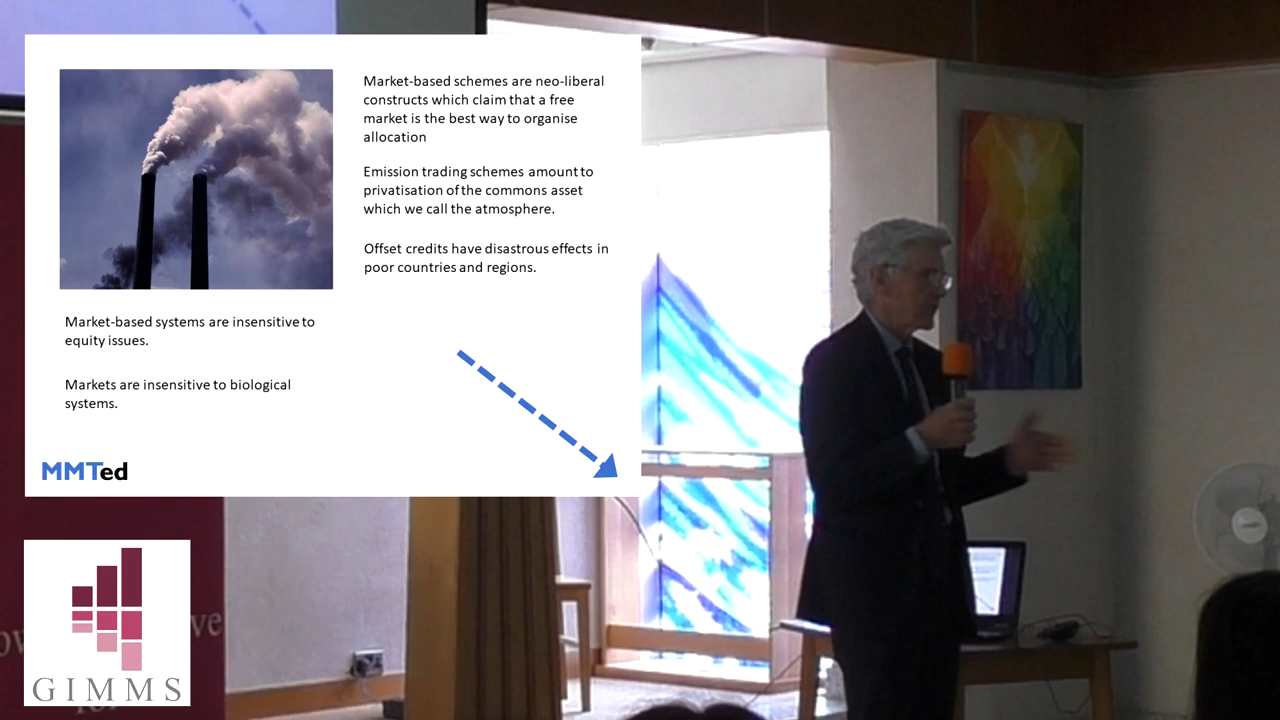 Market-based schemes are neo-liberal
constructs which claim that a free
market is the best way to organise
allocation
Emission trading schemes amount to
privatisation of the commons asset
which we call the atmosphere.
Offset credits have disastrous effects in
poor countries and regions.
Market-based systems are insensitive to
equity issues.
Markets are insensitive to biological
systems.
MMTed
GIMMS